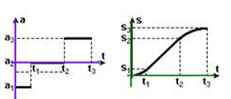 a
a₃
a₂
t
t₁
t₂
t₃
a₁
s
s₃
s₂
s₁
t
t₁
t₂
t₃